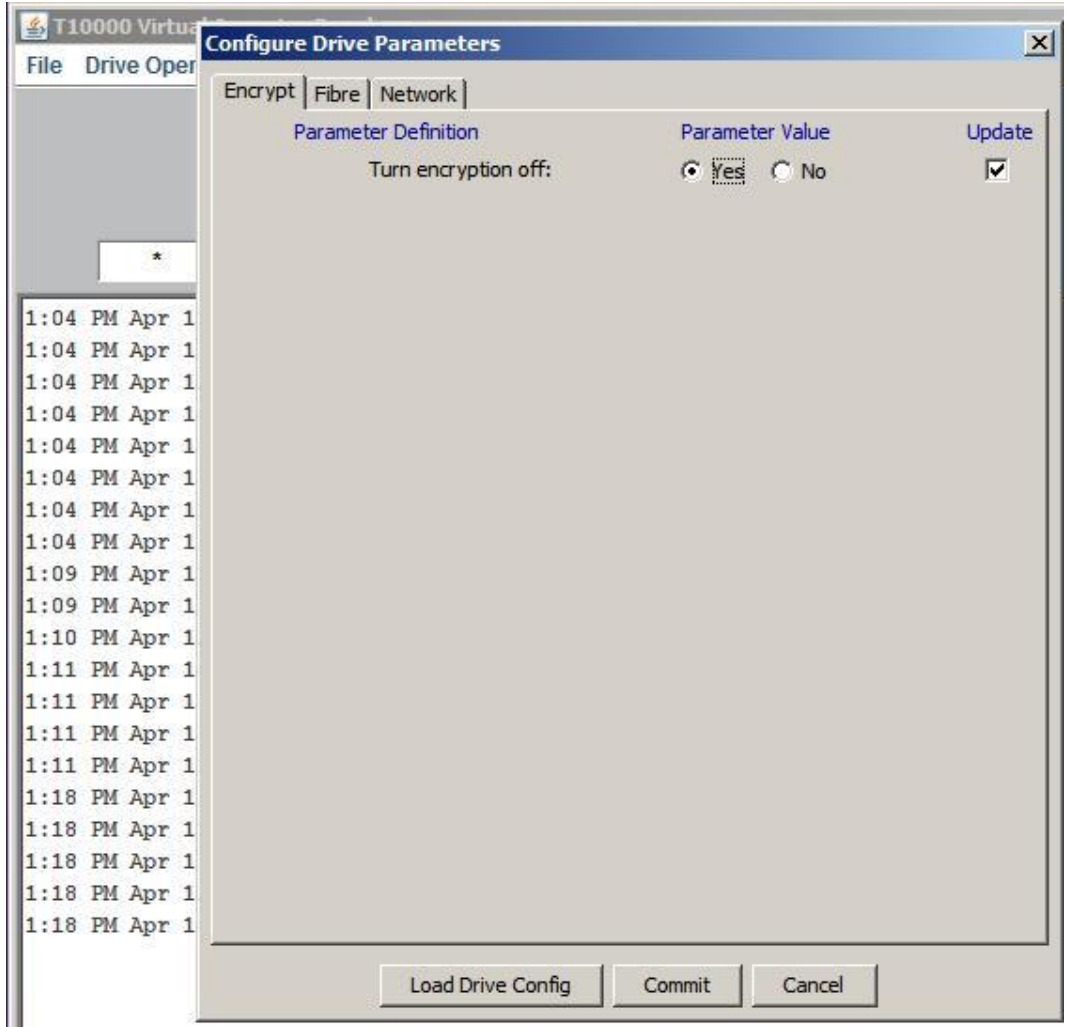 T10000 Virtual
Configure Drive Parameters
File Drive Oper
Encrypt Fibre Network
Parameter Definition Parameter Value Update
Turn encryption off: Yes No
*
1:04 PM Apr 1
1:04 PM Apr 1
1:04 PM Apr 1
1:04 PM Apr 1
1:04 PM Apr 1
1:04 PM Apr 1
1:04 PM Apr 1
1:04 PM Apr 1
1:09 PM Apr 1
1:09 PM Apr 1
1:10 PM Apr 1
1:11 PM Apr 1
1:11 PM Apr 1
1:11 PM Apr 1
1:11 PM Apr 1
1:18 PM Apr 1
1:18 PM Apr 1
1:18 PM Apr 1
1:18 PM Apr 1
1:18 PM Apr 1
Load Drive Config Commit Cancel